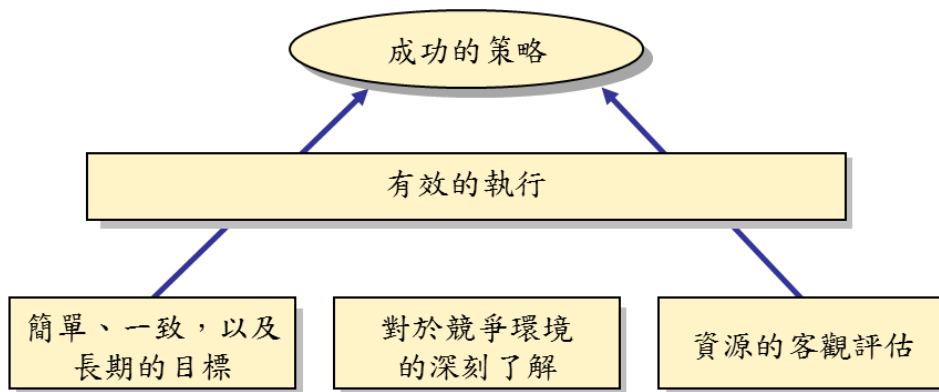 成功的策略
有效的執行
簡單、一致，以及
長期的目標
對於競爭環境
的深刻了解
資源的客觀評估